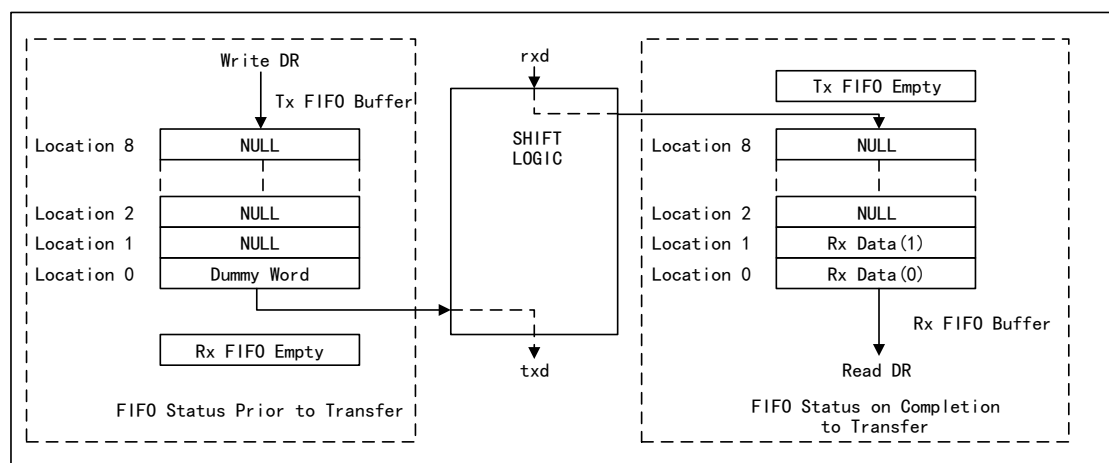 Write DR
Tx FIFO Buffer
Location 8
NULL
Location 2
NULL
Location 1
NULL
Location 0
Dummy Word
Rx FIFO Empty
FIFO Status Prior to Transfer
rxd
SHIFT
LOGIC
txd
Tx FIFO Empty
Location 8
NULL
Location 2
NULL
Location 1
Rx Data(1)
Location 0
Rx Data(0)
Rx FIFO Buffer
Read DR
FIFO Status on Completion
to Transfer